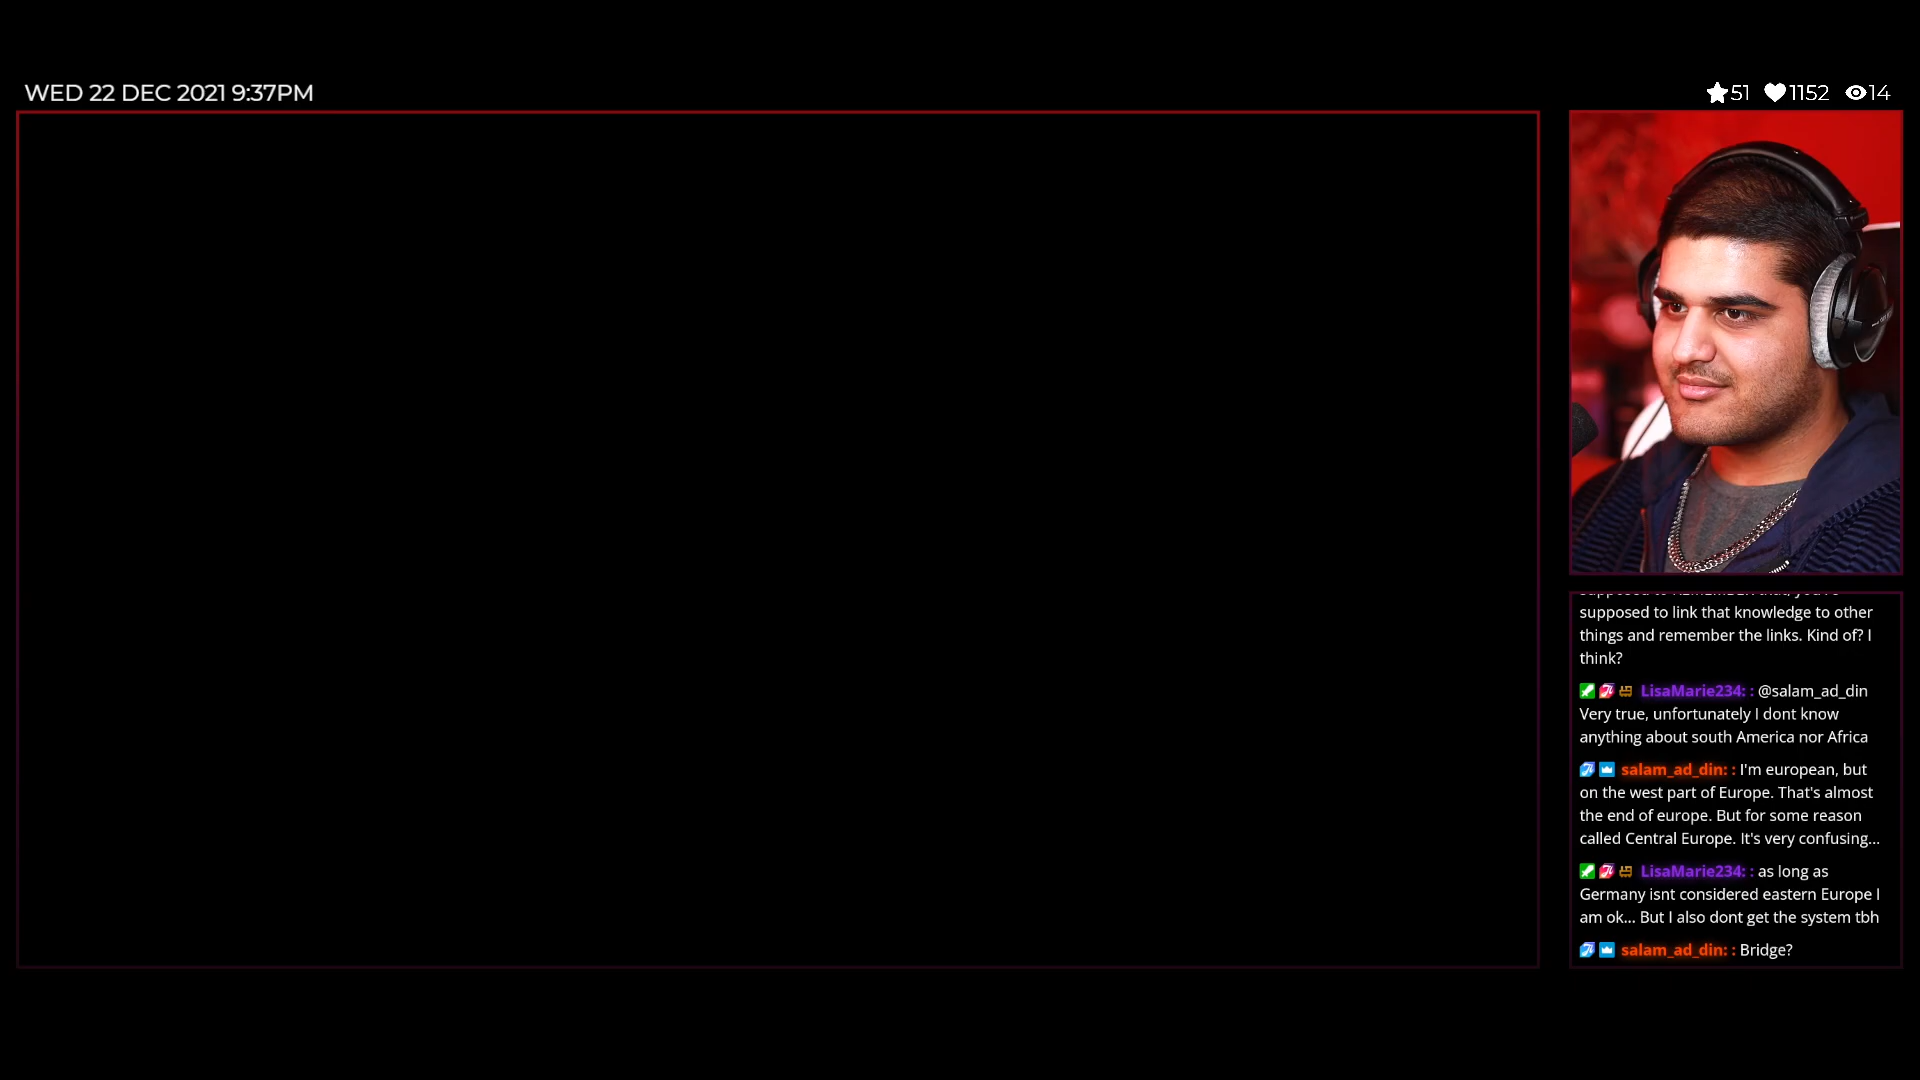 WED 22 DEC 2021 9:37PM
51 1152 14
supposed to link that knowledge to other
things and remember the links. Kind of? I
think?
LisaMarie234: : @salam_ad_din
Very true, unfortunately I dont know
anything about south America nor Africa
salam_ad_din: : I'm european, but
on the west part of Europe. That's almost
the end of europe. But for some reason
called Central Europe. It's very confusing...
LisaMarie234: : as long as
Germany isnt considered eastern Europe I
am ok... But I also dont get the system tbh
salam_ad_din: : Bridge?